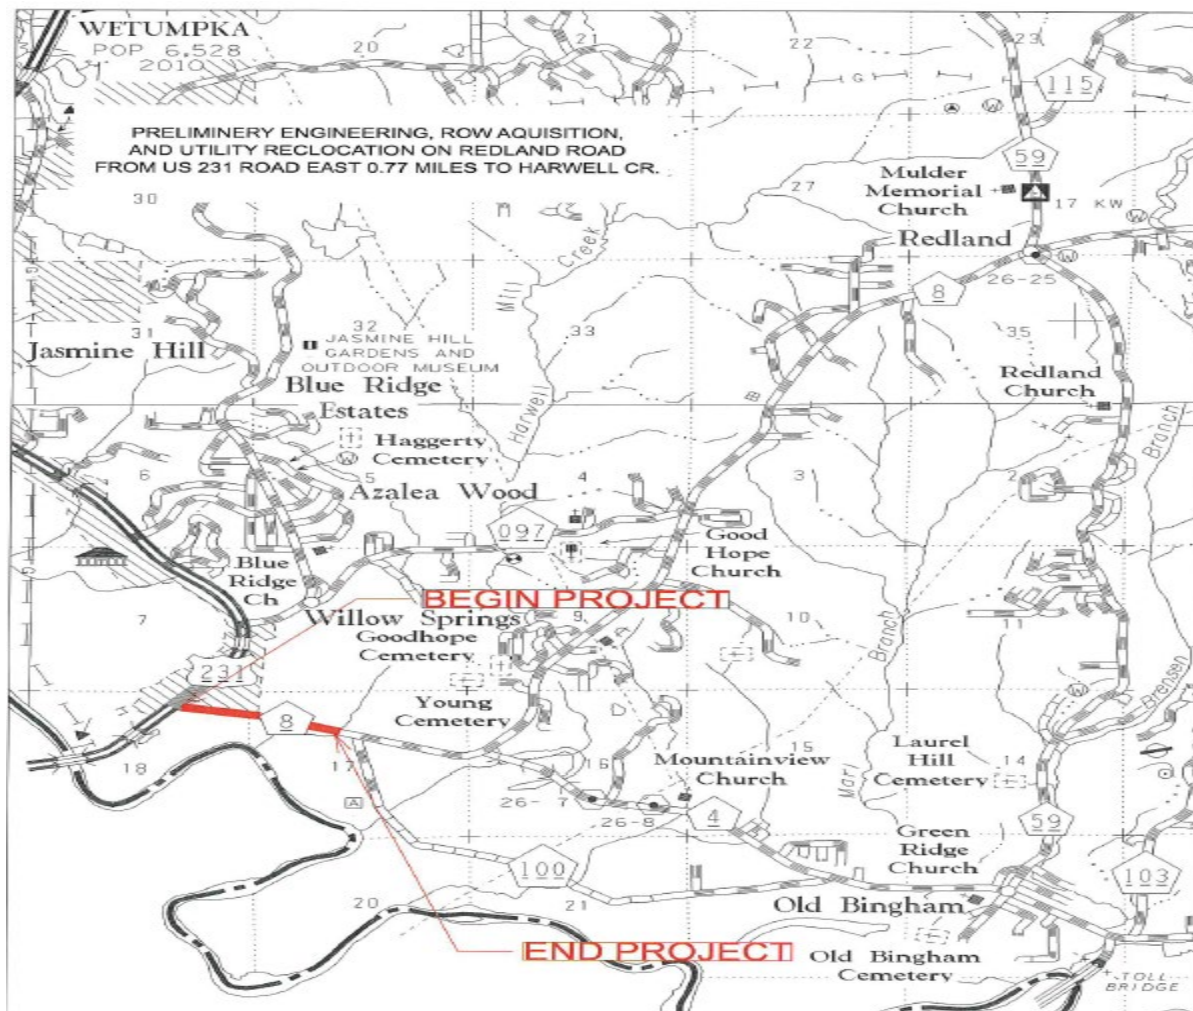 WETUMPKA
POP 6,528
2010
20
21
22
23
G
115
PRELIMINERY ENGINEERING, ROW AQUISITION,
AND UTILITY RECLOCATION ON REDLAND ROAD
FROM US 231 ROAD EAST 0.77 MILES TO HARWELL CR.
59
W
Mulder
Memorial
Church
17 KW
W
30
27
Redland
W
26-25
8
Creek
Mill
Harwell
31
32
33
35
Jasmine Hill
JASMINE HILL
GARDENS AND
OUTDOOR MUSEUM
Blue Ridge
Estates
Redland
Church
Haggerty
Cemetery
W
Branch
6
5
4
3
2
Azalea Wood
097
Good
Hope
Church
Blue
Ridge
Ch
BEGIN PROJECT
7
Willow Springs
9
10
11
Goodhope
Cemetery
Branch
231
Brensen
W
8
Young
Cemetery
18
17
16
15
14
Mountainview
Church
Laurel
Hill
Cemetery
Marl
A
26-7
26-8
4
59
Green
Ridge
Church
100
103
20
21
Old Bingham
END PROJECT
Old Bingham
Cemetery
TOLL
BRIDGE